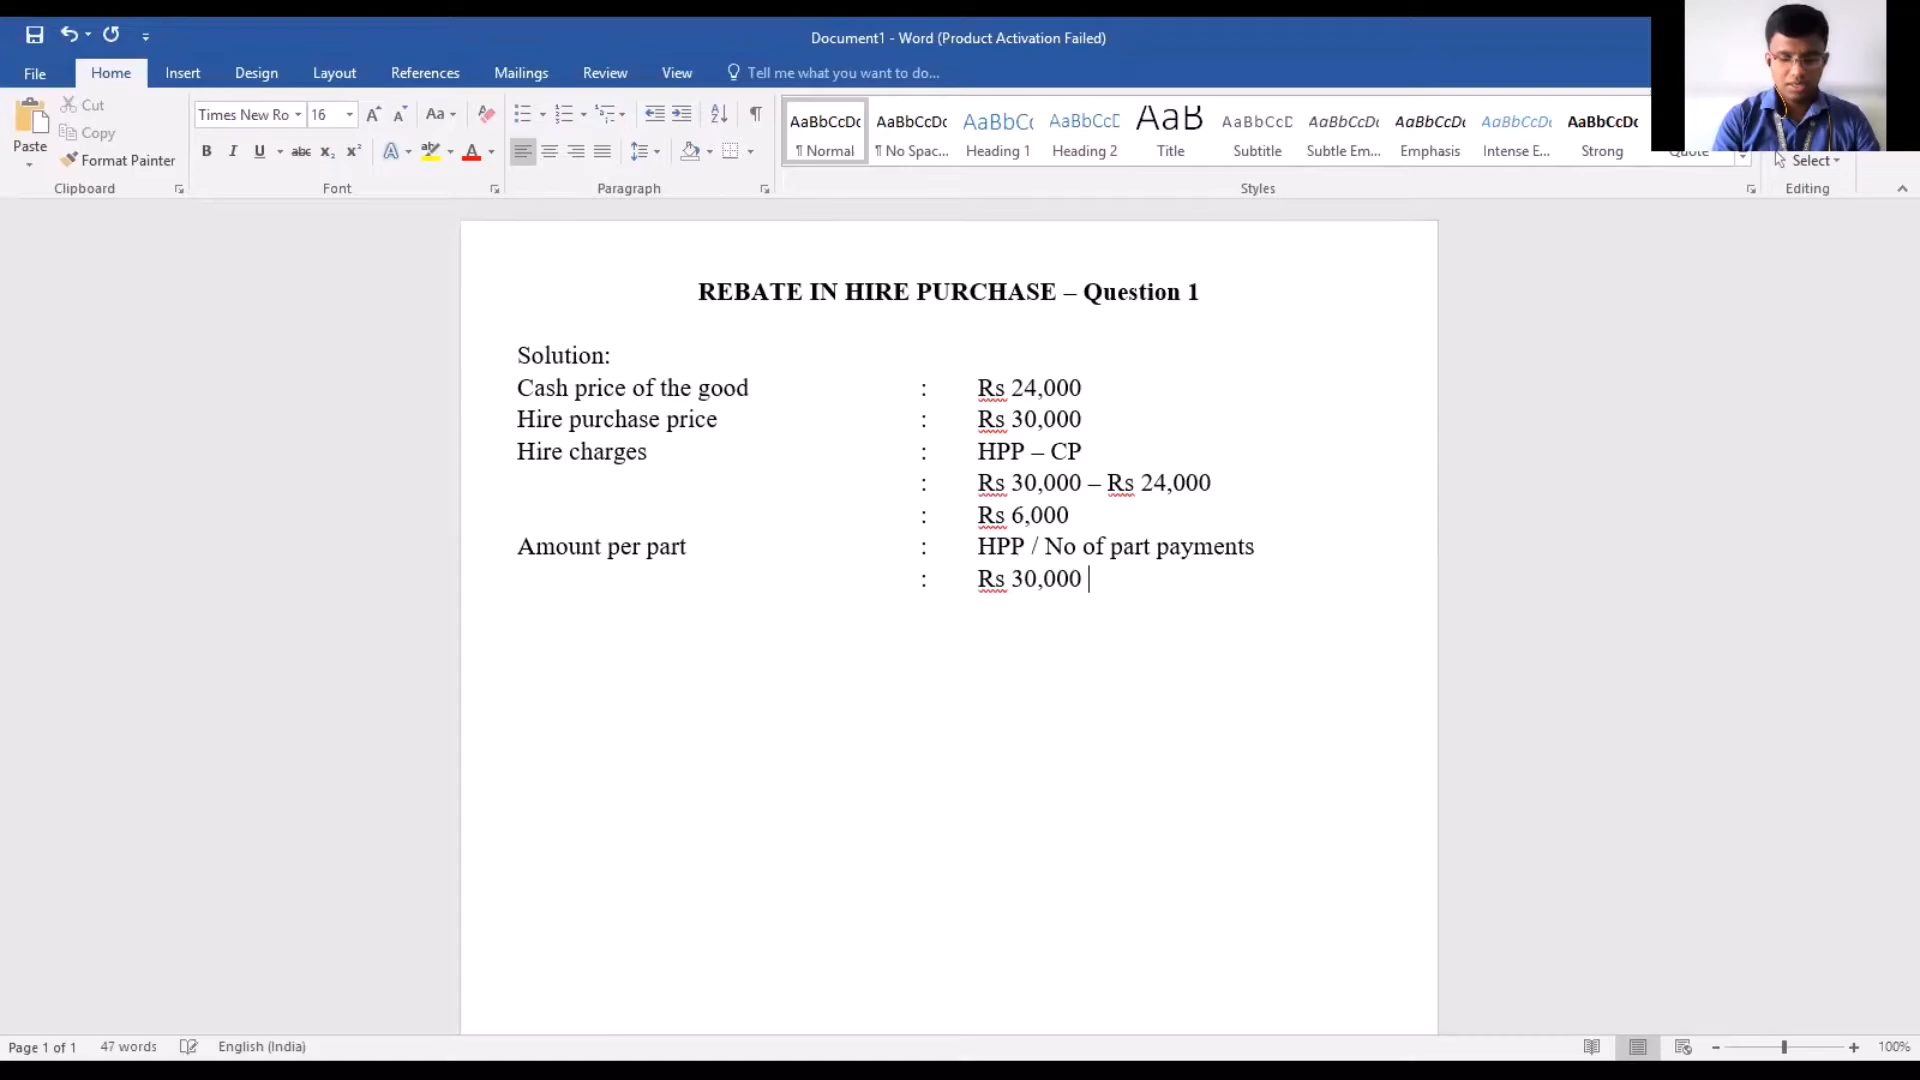 Document1 - Word (Product Activation Failed)
File Home Insert Design Layout References Mailings Review View Tell me what you want to do...
Cut
Copy
Format Painter
Paste
Times New Ro 16
AaBbCcDc AaBbCcDc AaBbCc AaBbCcD AaB AaBbCcD AaBbCcDc AaBbCcDc AaBbCcDc AaBbCcDc
¶ Normal ¶ No Spac... Heading 1 Heading 2 Title Subtitle Subtle Em... Emphasis Intense E... Strong Quote
Select
Clipboard Font Paragraph Styles Editing
REBATE IN HIRE PURCHASE – Question 1
Solution:
Cash price of the good : Rs 24,000
Hire purchase price : Rs 30,000
Hire charges : HPP – CP
: Rs 30,000 – Rs 24,000
: Rs 6,000
Amount per part : HPP / No of part payments
: Rs 30,000
Page 1 of 1 47 words English (India) 100%